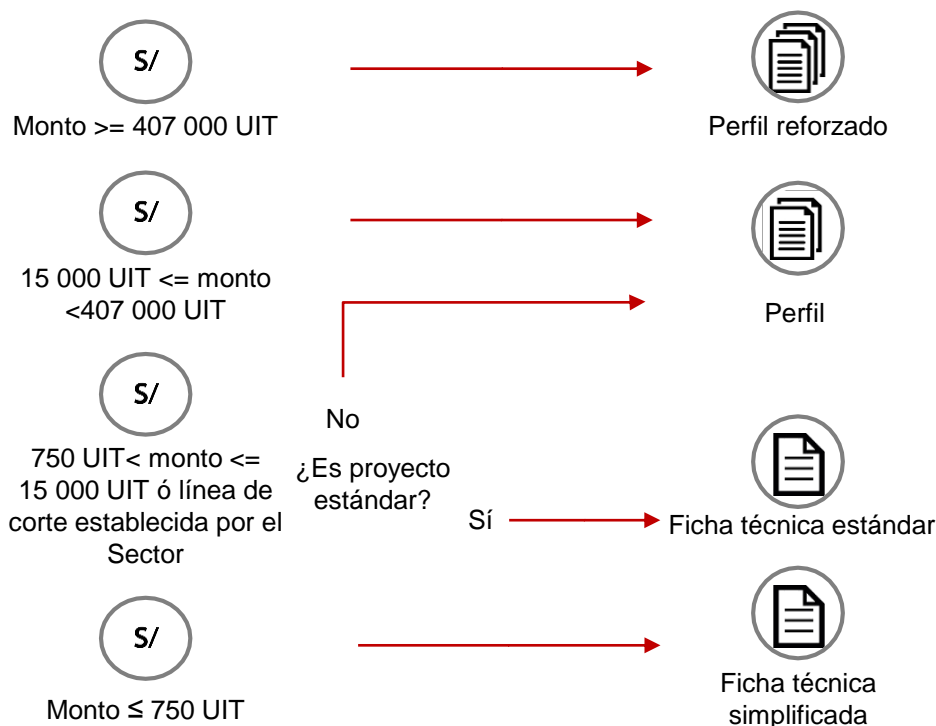 S/
Monto >= 407 000 UIT
Perfil reforzado
S/
15 000 UIT <= monto
<407 000 UIT
Perfil
S/
750 UIT< monto <=
15 000 UIT ó línea de
corte establecida por el
Sector
No
¿Es proyecto
estándar?
Sí
Ficha técnica estándar
S/
Monto ≤ 750 UIT
Ficha técnica
simplificada